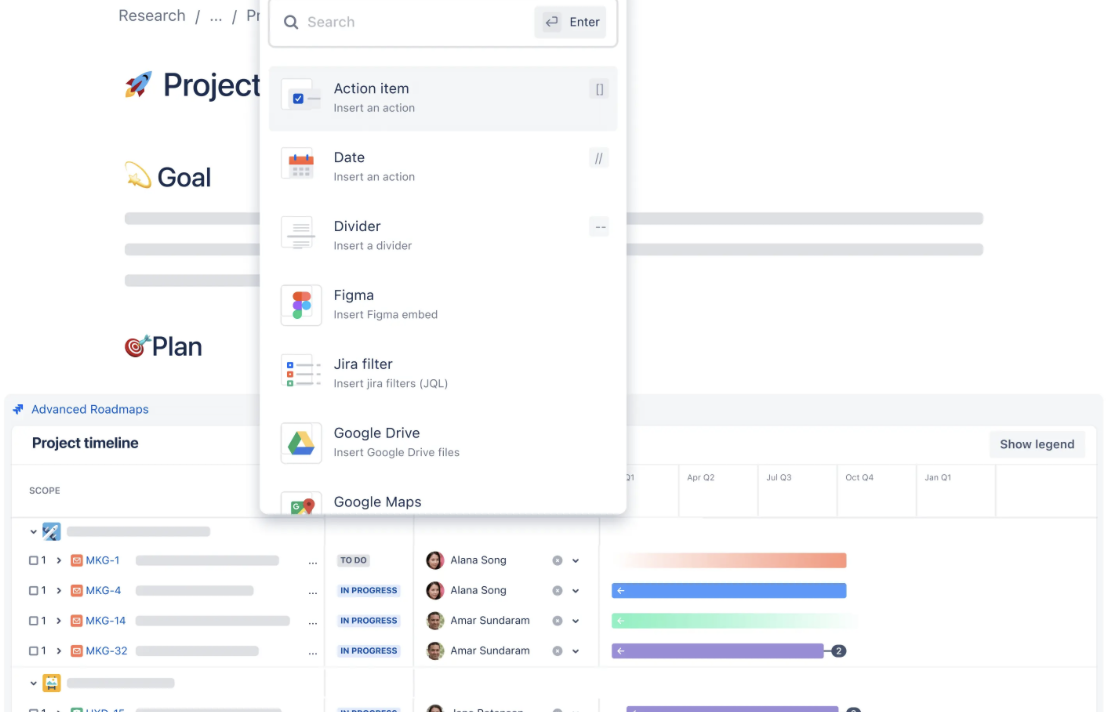 Research / ... / Pr
Search
Enter
Project
Action item
Insert an action
[]
Date
Insert an action
//
Goal
Divider
Insert a divider
--
Figma
Insert Figma embed
Plan
Jira filter
Insert jira filters (JQL)
Advanced Roadmaps
Google Drive
Insert Google Drive files
Project timeline
Show legend
Google Maps
SCOPE
Q1
Apr Q2
Jul Q3
Oct Q4
Jan Q1
1 MKG-1 ... TO DO Alana Song
1 MKG-4 ... IN PROGRESS Alana Song
1 MKG-14 ... IN PROGRESS Amar Sundaram
1 MKG-32 ... IN PROGRESS Amar Sundaram 2
IN PROGRESS